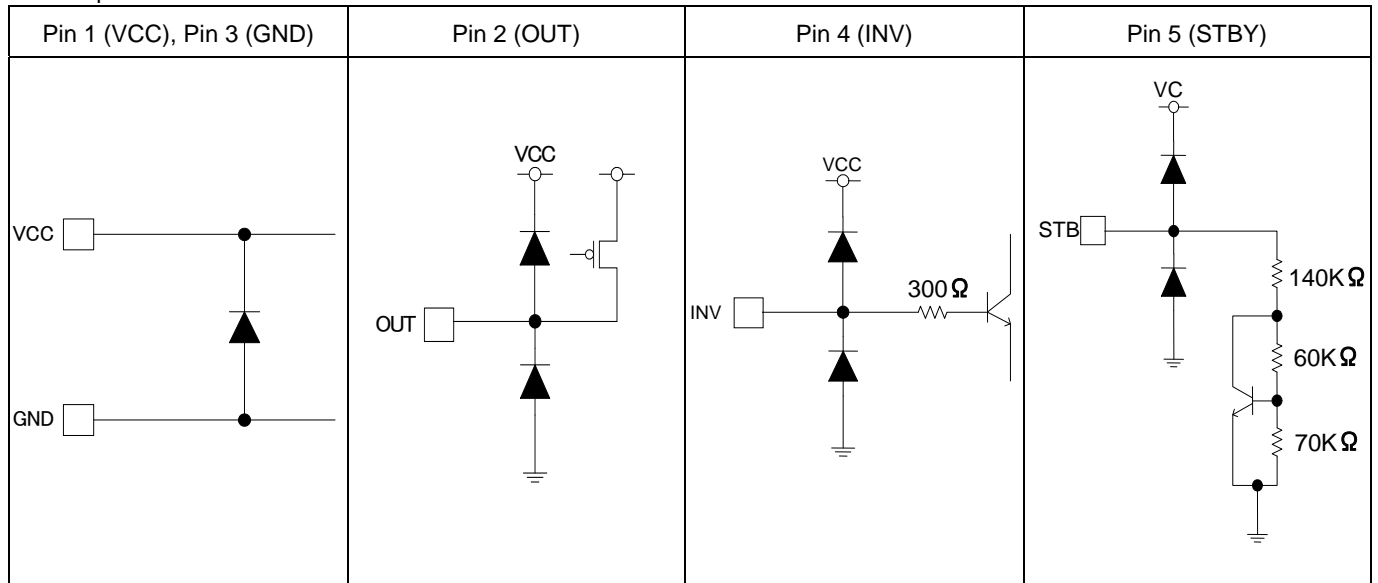 Pin 1 (VCC), Pin 3 (GND)
Pin 2 (OUT)
Pin 4 (INV)
Pin 5 (STBY)
VCC
GND
VCC
OUT
VCC
INV
300Ω
VC
STB
140KΩ
60KΩ
70KΩ